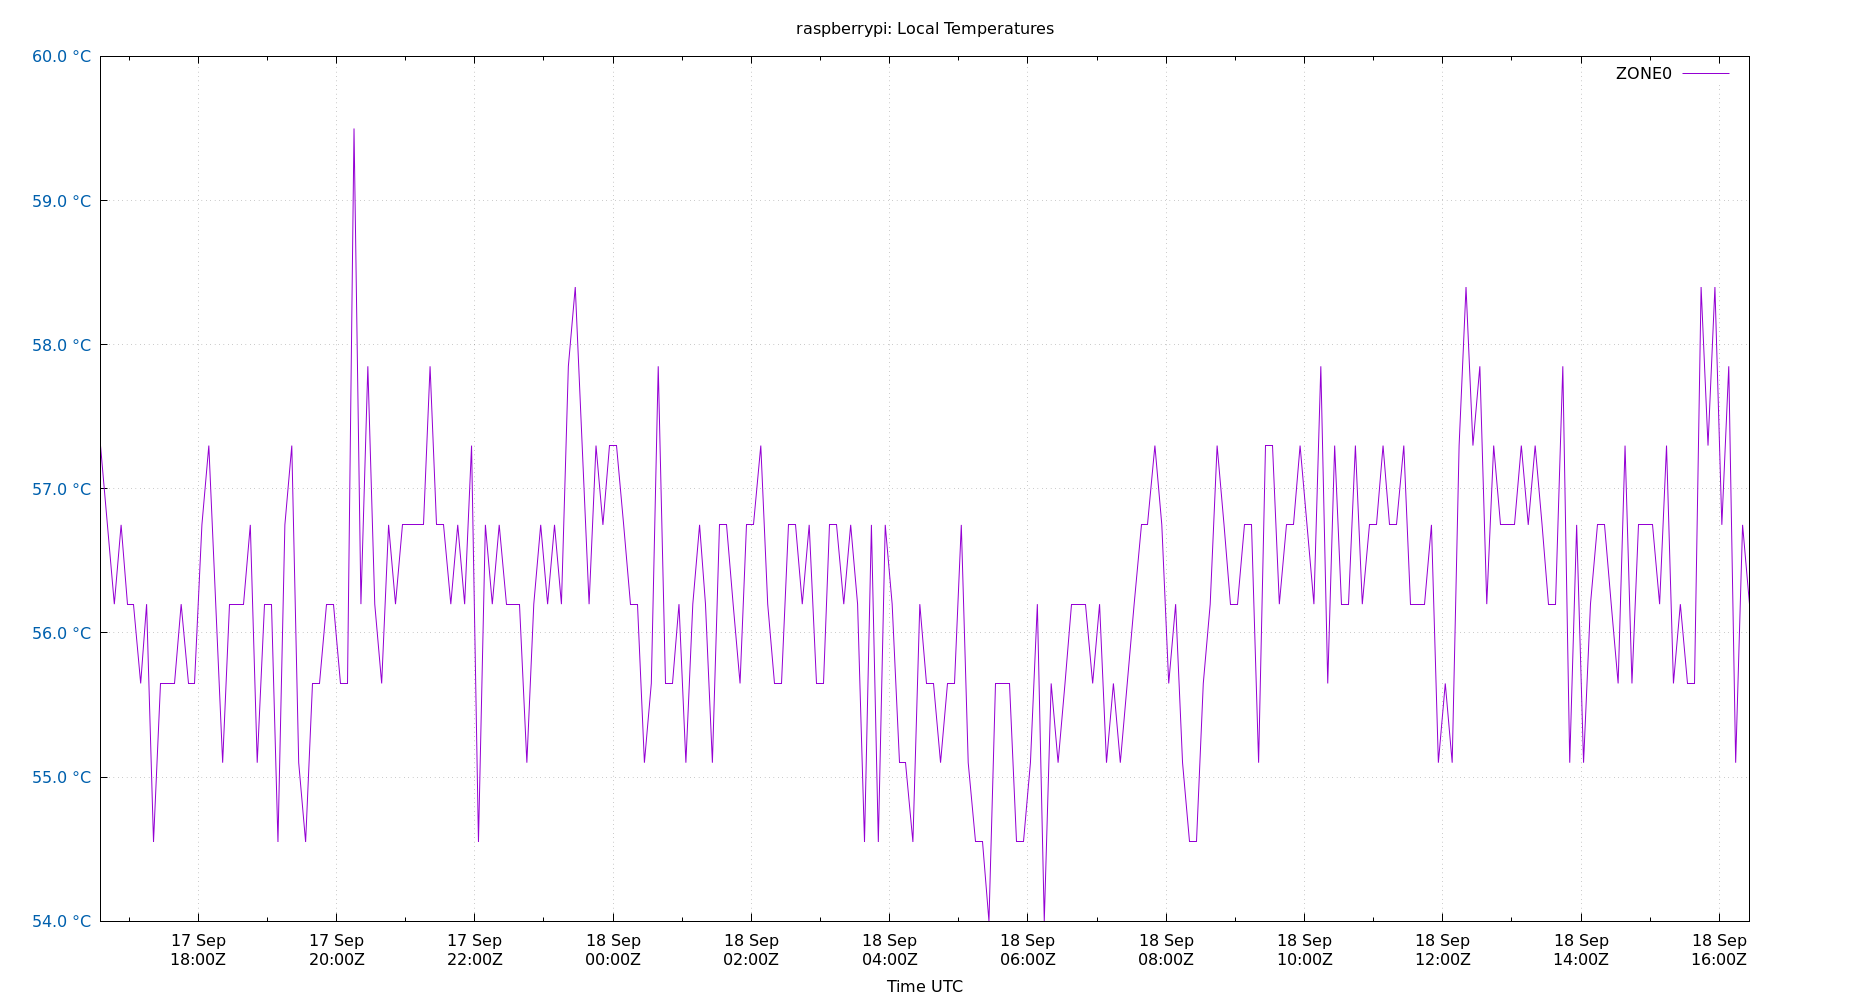 raspberrypi: Local Temperatures
60.0 °C
ZONE0
59.0 °C
58.0 °C
57.0 °C
56.0 °C
55.0 °C
54.0 °C
17 Sep 17 Sep 17 Sep 18 Sep 18 Sep 18 Sep 18 Sep 18 Sep 18 Sep 18 Sep 18 Sep 18 Sep
18:00Z 20:00Z 22:00Z 00:00Z 02:00Z 04:00Z 06:00Z 08:00Z 10:00Z 12:00Z 14:00Z 16:00Z
Time UTC